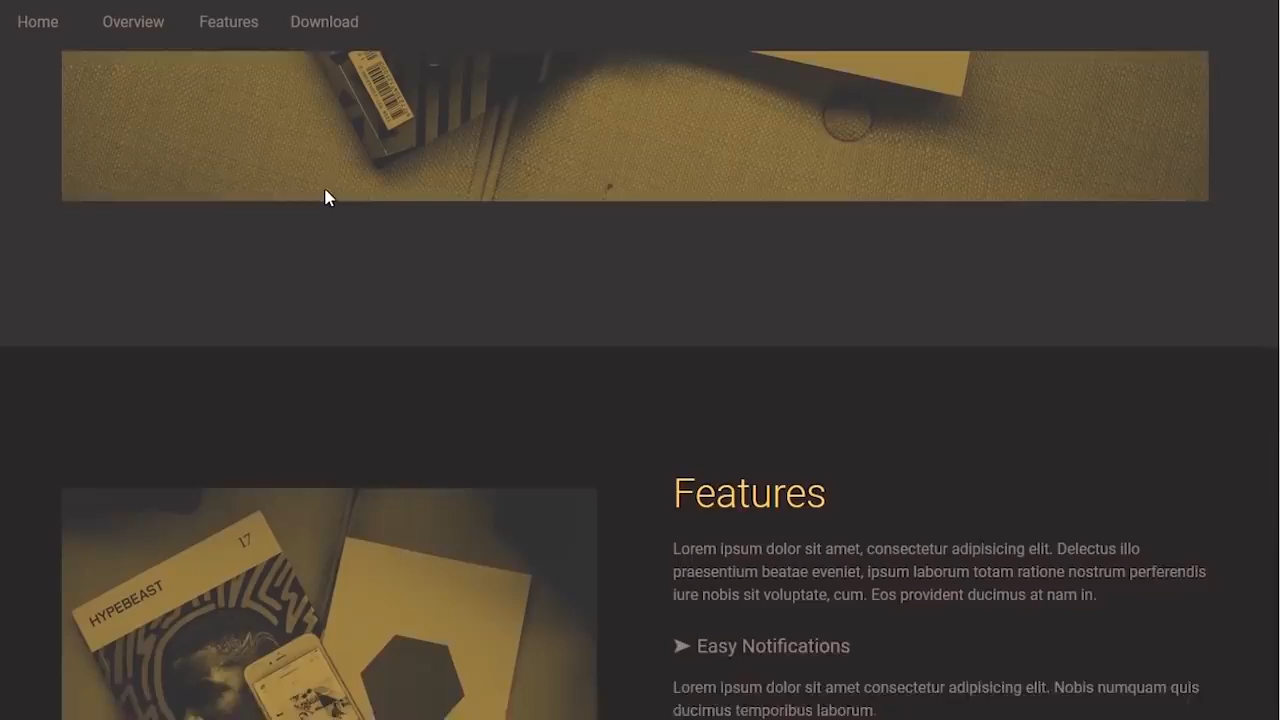 Home Overview Features Download
Features
Lorem ipsum dolor sit amet, consectetur adipisicing elit. Delectus illo
praesentium beatae eveniet, ipsum laborum totam ratione nostrum perferendis
iure nobis sit voluptate, cum. Eos provident ducimus at nam in.
➤ Easy Notifications
Lorem ipsum dolor sit amet consectetur adipisicing elit. Nobis numquam quis
ducimus temporibus laborum.
17
HYPEBEAST